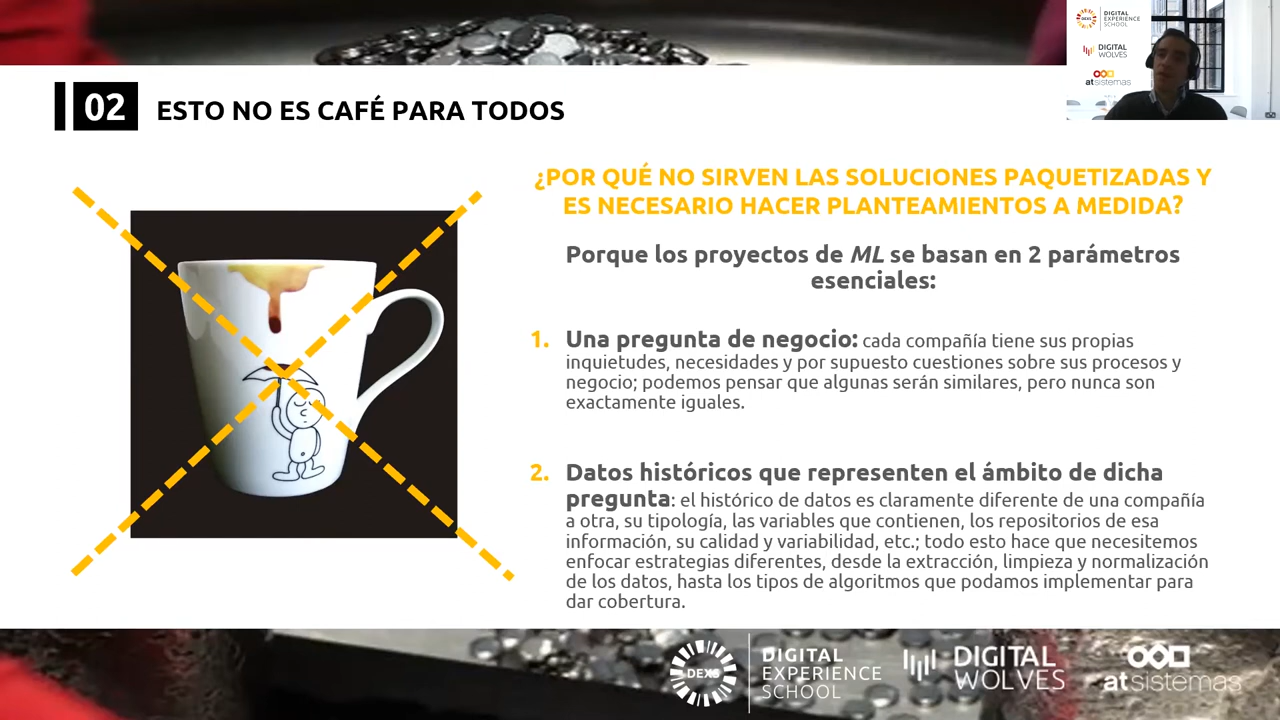 DEXS
DIGITAL
EXPERIENCE
SCHOOL
DIGITAL
WOLVES
atsistemas
02
ESTO NO ES CAFÉ PARA TODOS
¿POR QUÉ NO SIRVEN LAS SOLUCIONES PAQUETIZADAS Y
ES NECESARIO HACER PLANTEAMIENTOS A MEDIDA?
Porque los proyectos de ML se basan en 2 parámetros
esenciales:
1. Una pregunta de negocio: cada compañía tiene sus propias
inquietudes, necesidades y por supuesto cuestiones sobre sus procesos y
negocio; podemos pensar que algunas serán similares, pero nunca son
exactamente iguales.
2. Datos históricos que representen el ámbito de dicha
pregunta: el histórico de datos es claramente diferente de una compañía
a otra, su tipología, las variables que contienen, los repositorios de esa
información, su calidad y variabilidad, etc.; todo esto hace que necesitemos
enfocar estrategias diferentes, desde la extracción, limpieza y normalización
de los datos, hasta los tipos de algoritmos que podamos implementar para
dar cobertura.
DEXS
DIGITAL
EXPERIENCE
SCHOOL
DIGITAL
WOLVES
atsistemas